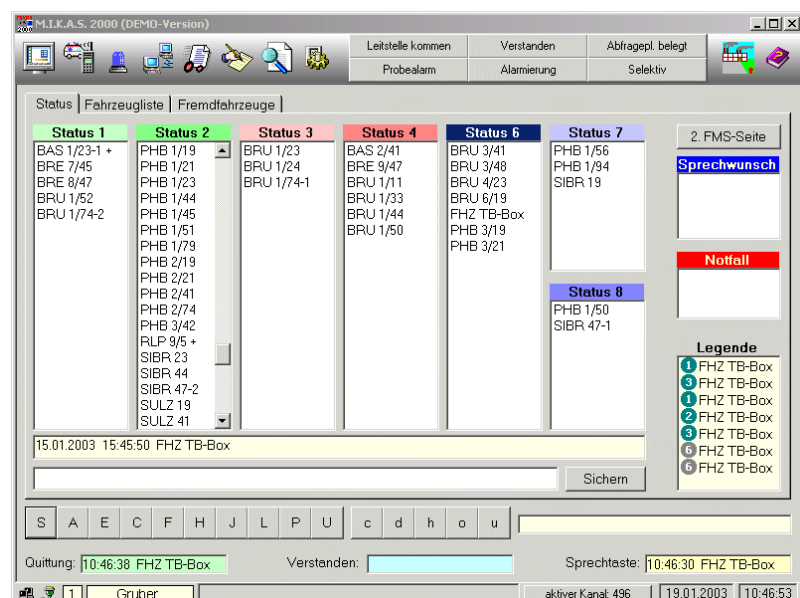 M.I.K.A.S. 2000 (DEMO-Version)
Leitstelle kommen Verstanden Abfragepl. belegt
Probealarm Alarmierung Selektiv
Status Fahrzeugliste Fremdfahrzeuge
Status 1
BAS 1/23-1 +
BRE 7/45
BRE 8/47
BRU 1/52
BRU 1/74-2
Status 2
PHB 1/19
PHB 1/21
PHB 1/23
PHB 1/44
PHB 1/45
PHB 1/51
PHB 1/79
PHB 2/19
PHB 2/21
PHB 2/41
PHB 2/74
PHB 3/42
RLP 9/5 +
SIBR 23
SIBR 44
SIBR 47-2
SULZ 19
SULZ 41
Status 3
BRU 1/23
BRU 1/24
BRU 1/74-1
Status 4
BAS 2/41
BRE 9/47
BRU 1/11
BRU 1/33
BRU 1/44
BRU 1/50
Status 6
BRU 3/41
BRU 3/48
BRU 4/23
BRU 6/19
FHZ TB-Box
PHB 3/19
PHB 3/21
Status 7
PHB 1/56
PHB 1/94
SIBR 19
Status 8
PHB 1/50
SIBR 47-1
2. FMS-Seite
Sprechwunsch
Notfall
Legende
1 FHZ TB-Box
3 FHZ TB-Box
1 FHZ TB-Box
2 FHZ TB-Box
3 FHZ TB-Box
6 FHZ TB-Box
6 FHZ TB-Box
15.01.2003 15:45:50 FHZ TB-Box
Sichern
S A E C F H J L P U c d h o u
Quittung: 10:46:38 FHZ TB-Box Verstanden: Sprechtaste: 10:46:30 FHZ TB-Box
1 Gruber aktiver Kanal: 496 19.01.2003 10:46:53